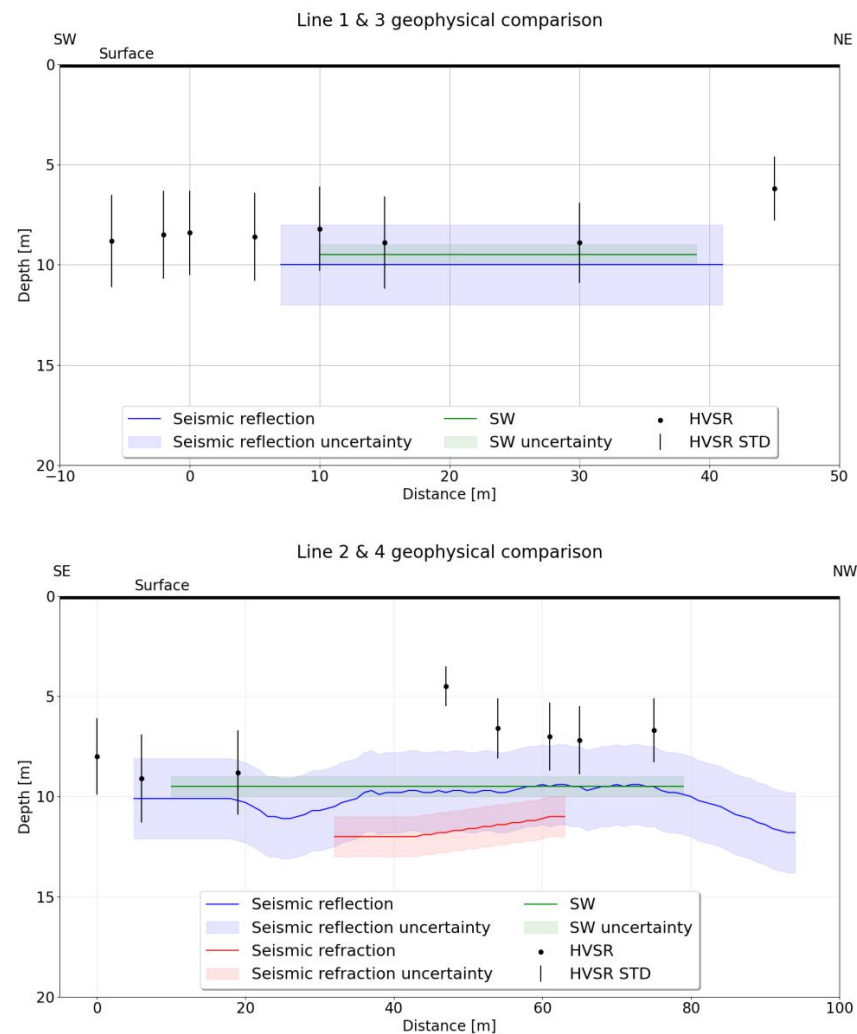 Line 1 & 3 geophysical comparison
SW NE
Surface
0
5
10
15
20
Depth [m]
−10 0 10 20 30 40 50
Distance [m]
Seismic reflection SW HVSR
Seismic reflection uncertainty SW uncertainty HVSR STD
Line 2 & 4 geophysical comparison
SE NW
Surface
0
5
10
15
20
Depth [m]
0 20 40 60 80 100
Distance [m]
Seismic reflection SW
Seismic reflection uncertainty SW uncertainty
Seismic refraction HVSR
Seismic refraction uncertainty HVSR STD